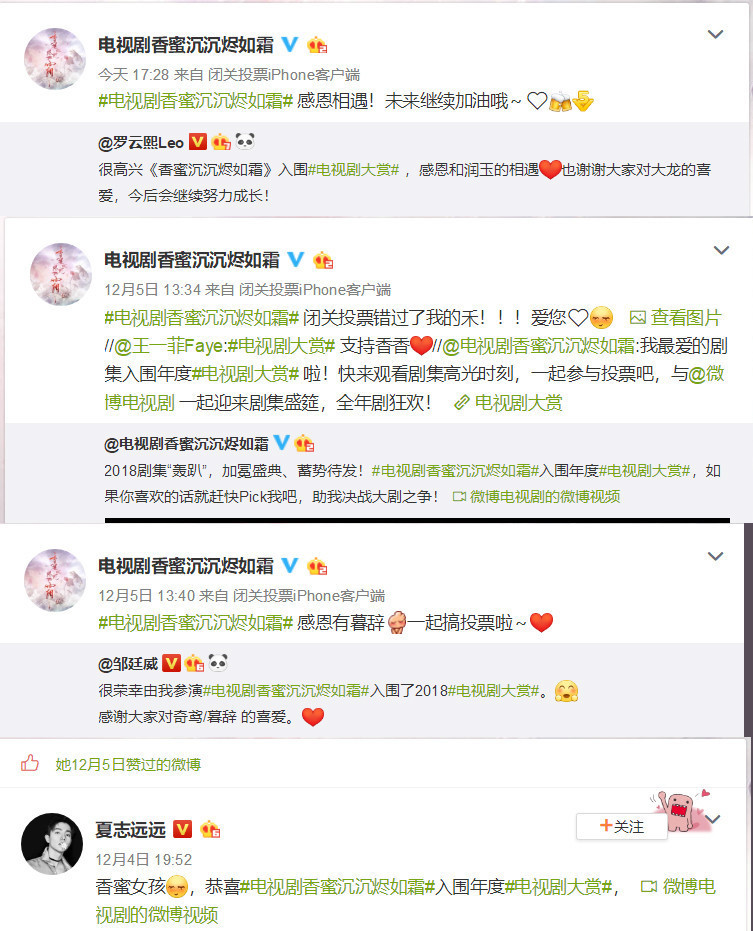 电视剧香蜜沉沉烬如霜
今天 17:28 来自 闭关投票iPhone客户端
#电视剧香蜜沉沉烬如霜# 感恩相遇！未来继续加油哦~
@罗云熙Leo
很高兴《香蜜沉沉烬如霜》入围#电视剧大赏# ，感恩和润玉的相遇❤也谢谢大家对大龙的喜
爱，今后会继续努力成长！
电视剧香蜜沉沉烬如霜
12月5日 13:34 来自 闭关投票iPhone客户端
#电视剧香蜜沉沉烬如霜# 闭关投票错过了我的禾！！！爱您 查看图片
//@王一菲Faye:#电视剧大赏# 支持香香❤//@电视剧香蜜沉沉烬如霜:我最爱的剧
集入围年度#电视剧大赏# 啦！快来观看剧集高光时刻，一起参与投票吧，与@微
博电视剧 一起迎来剧集盛筵，全年剧狂欢！ 电视剧大赏
@电视剧香蜜沉沉烬如霜
2018剧集“轰趴”，加冕盛典、蓄势待发！#电视剧香蜜沉沉烬如霜#入围年度#电视剧大赏#，如
果你喜欢的话就赶快Pick我吧，助我决战大剧之争！ 微博电视剧的微博视频
电视剧香蜜沉沉烬如霜
12月5日 13:40 来自 闭关投票iPhone客户端
#电视剧香蜜沉沉烬如霜# 感恩有暮辞一起搞投票啦~❤
@邹廷威
很荣幸由我参演#电视剧香蜜沉沉烬如霜#入围了2018#电视剧大赏#。
感谢大家对奇鸢/暮辞 的喜爱。❤
她12月5日赞过的微博
夏志远远
+关注
12月4日 19:52
香蜜女孩，恭喜#电视剧香蜜沉沉烬如霜#入围年度#电视剧大赏#， 微博电
视剧的微博视频